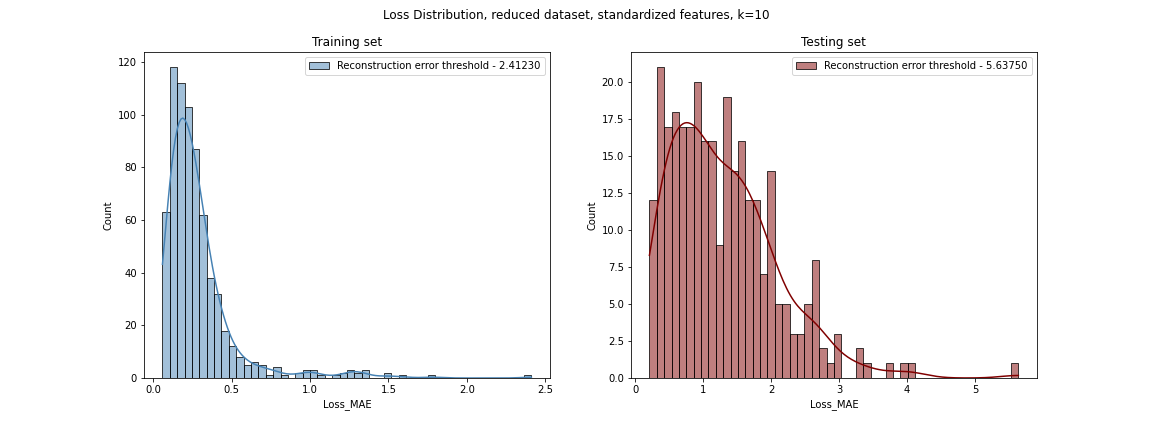 Loss Distribution, reduced dataset, standardized features, k=10
Training set
Reconstruction error threshold - 2.41230
120
100
80
60
40
20
0
Count
0.0 0.5 1.0 1.5 2.0 2.5
Loss_MAE
Testing set
Reconstruction error threshold - 5.63750
20.0
17.5
15.0
12.5
10.0
7.5
5.0
2.5
0.0
Count
0 1 2 3 4 5
Loss_MAE